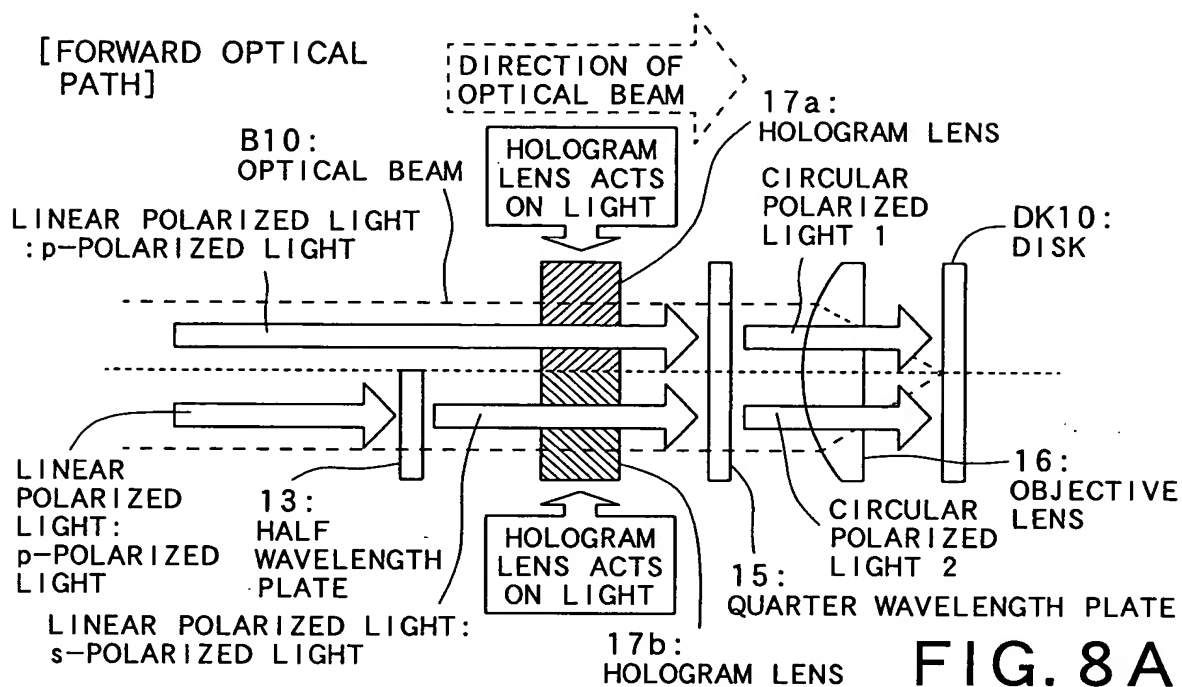 [FORWARD OPTICAL
PATH]
DIRECTION OF
OPTICAL BEAM
17a:
HOLOGRAM LENS
B10:
OPTICAL BEAM
HOLOGRAM
LENS ACTS
ON LIGHT
CIRCULAR
POLARIZED
LIGHT 1
DK10:
DISK
LINEAR POLARIZED LIGHT
:p-POLARIZED LIGHT
LINEAR
POLARIZED
LIGHT:
p-POLARIZED
LIGHT
13:
HALF
WAVELENGTH
PLATE
LINEAR POLARIZED LIGHT:
s-POLARIZED LIGHT
HOLOGRAM
LENS ACTS
ON LIGHT
17b:
HOLOGRAM LENS
15:
QUARTER WAVELENGTH PLATE
CIRCULAR
POLARIZED
LIGHT 2
16:
OBJECTIVE
LENS
FIG. 8A